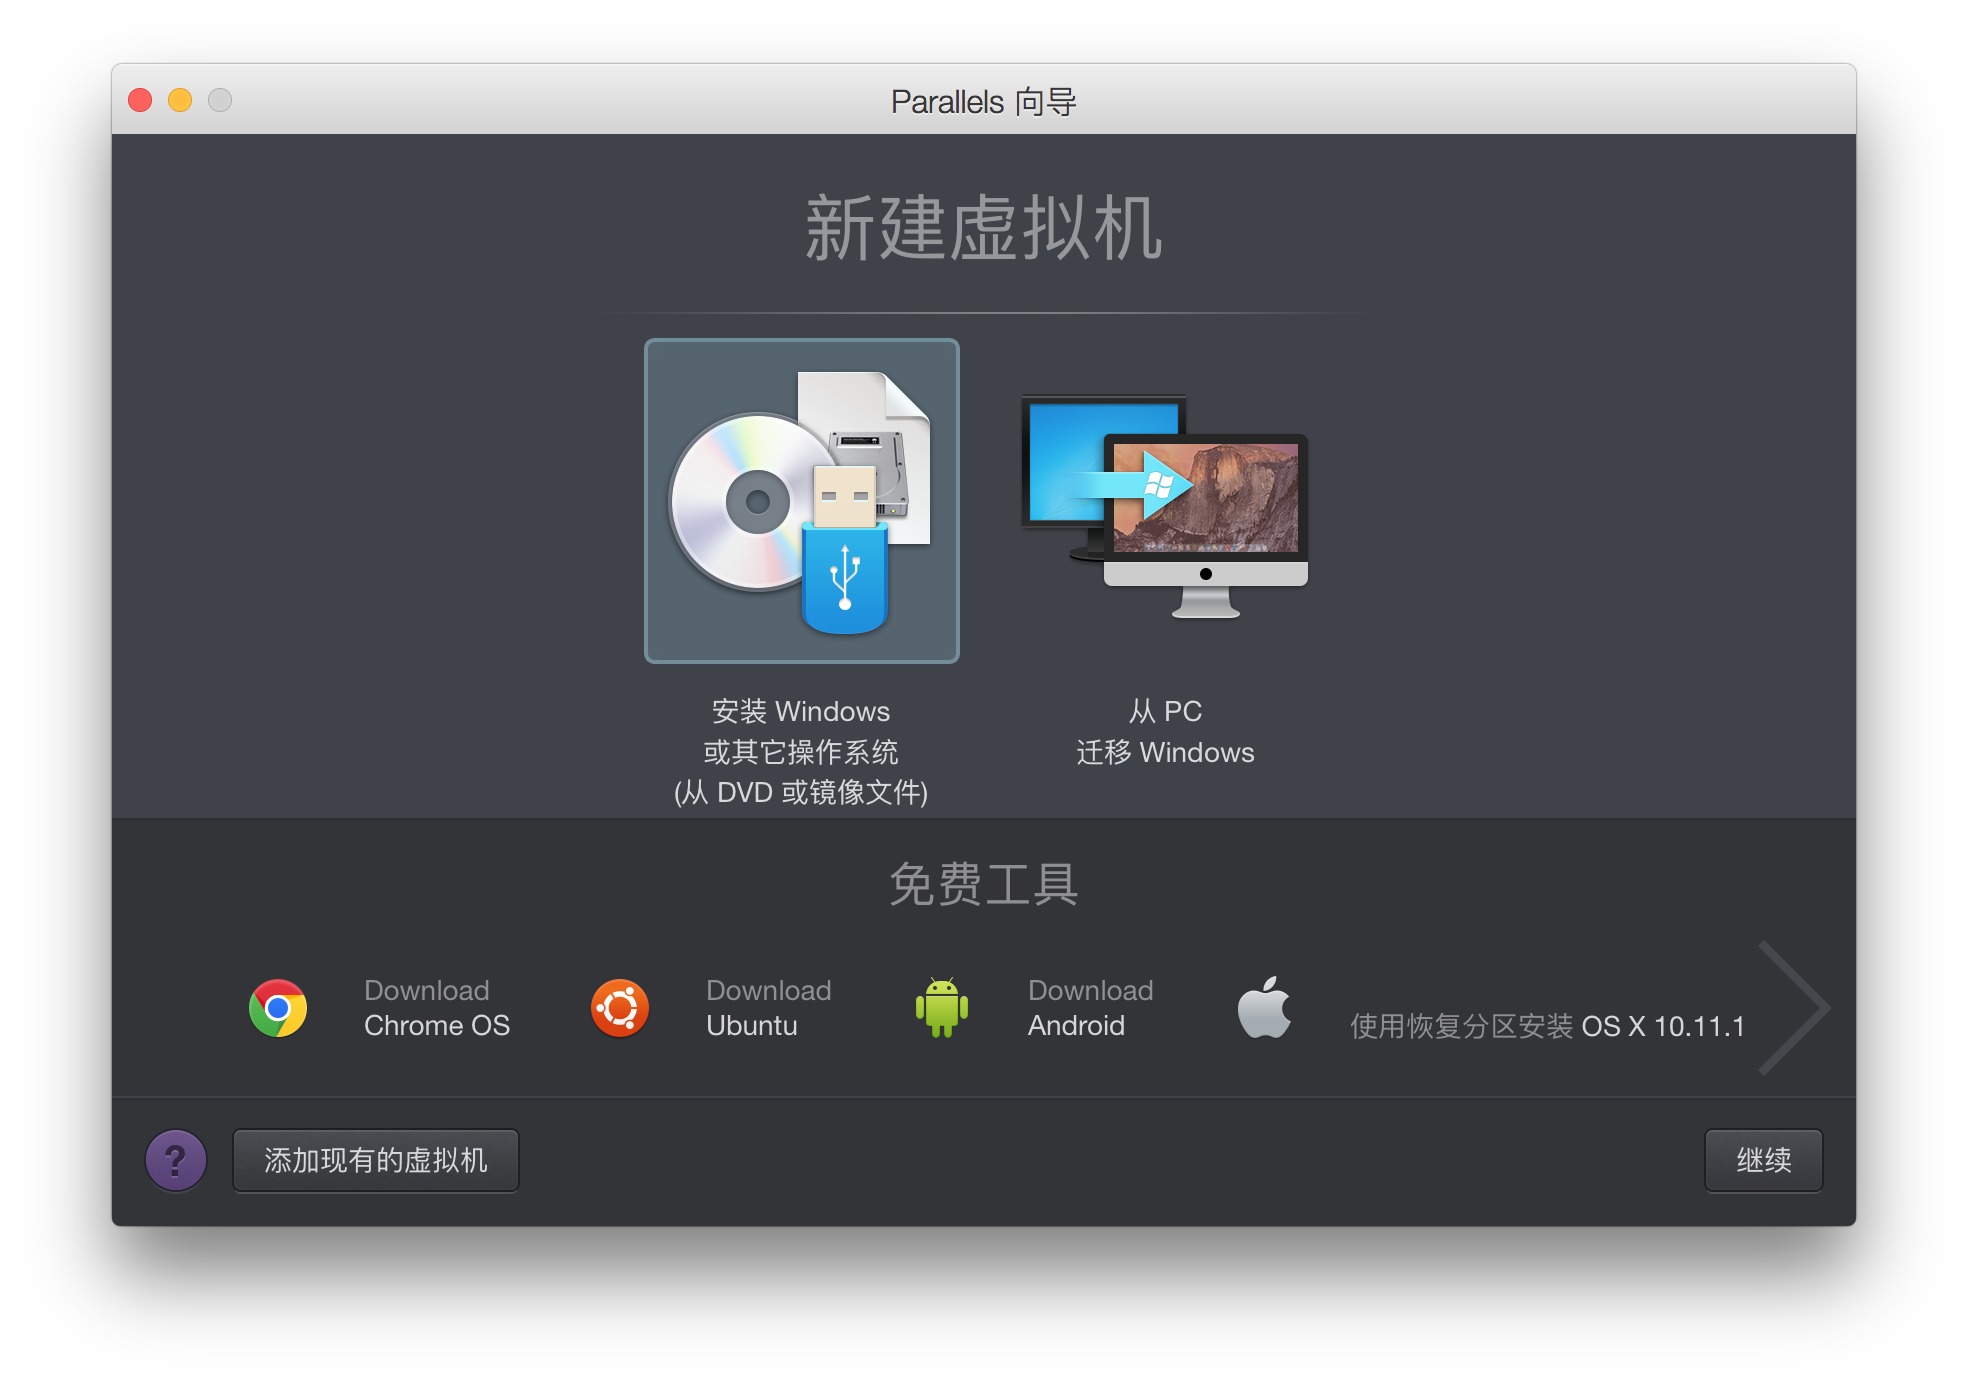 Parallels 向导
新建虚拟机
安装 Windows
或其它操作系统
(从 DVD 或镜像文件)
从 PC
迁移 Windows
免费工具
Download
Chrome OS
Download
Ubuntu
Download
Android
使用恢复分区安装 OS X 10.11.1
?
添加现有的虚拟机
继续